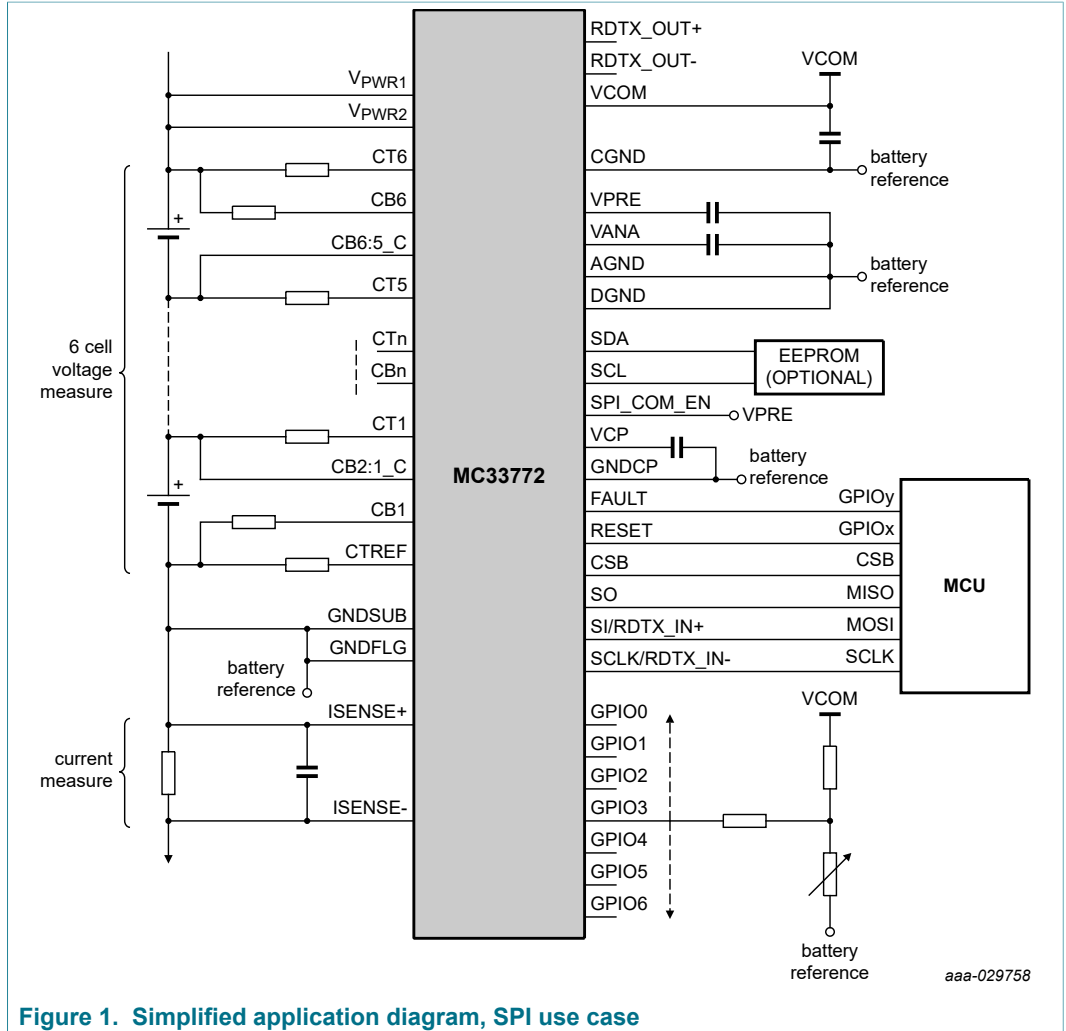 RDTX_OUT+
RDTX_OUT-
VCOM
VCOM
CGND
battery
reference
VPRE
VANA
AGND
DGND
battery
reference
SDA
SCL
EEPROM
(OPTIONAL)
SPI_COM_EN
VPRE
VCP
GNDCP
battery
reference
FAULT
RESET
CSB
SO
SI/RDTX_IN+
SCLK/RDTX_IN-
GPIOy
GPIOx
CSB
MISO
MOSI
SCLK
MCU
VPWR1
VPWR2
CT6
CB6
CB6:5_C
CT5
CTn
CBn
CT1
CB2:1_C
CB1
CTREF
GNDSUB
GNDFLG
battery
reference
ISENSE+
ISENSE-
6 cell
voltage
measure
+
+
current
measure
MC33772
GPIO0
GPIO1
GPIO2
GPIO3
GPIO4
GPIO5
GPIO6
VCOM
battery
reference
aaa-029758
Figure 1. Simplified application diagram, SPI use case